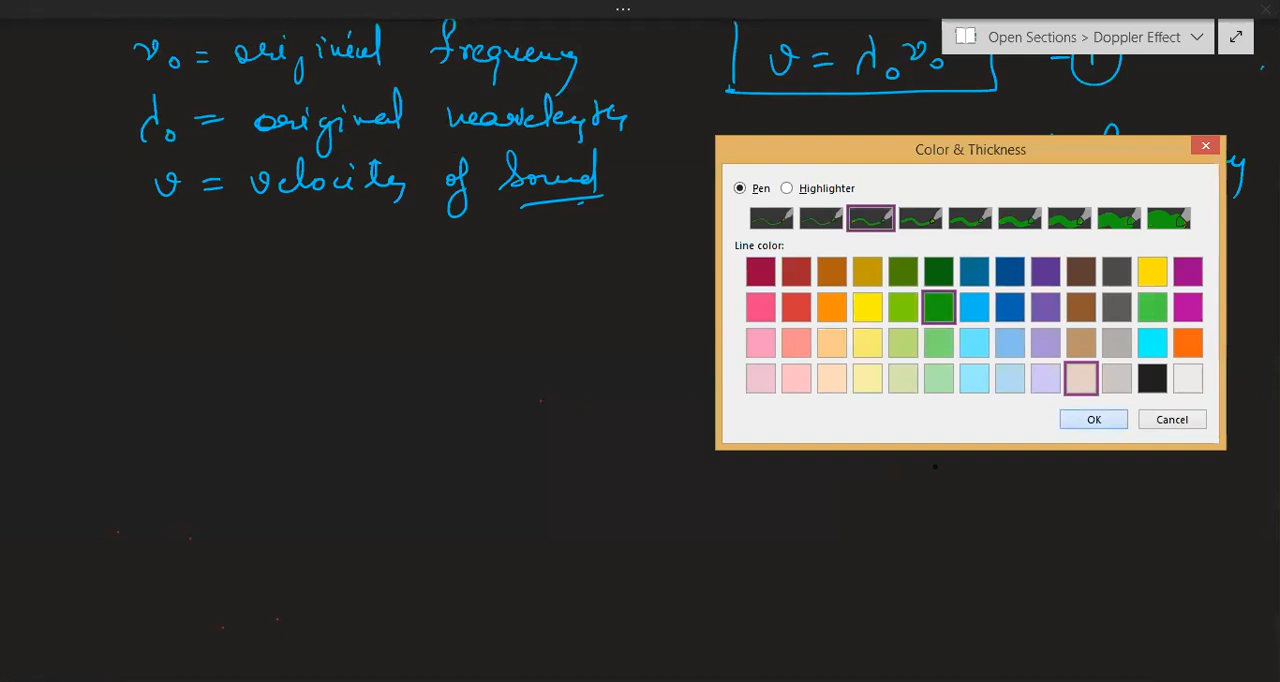 Open Sections > Doppler Effect
ν₀ = original frequency
v = λ₀ν₀ - ①
λ₀ = original wavelength
v = velocity of Sound
Color & Thickness
Pen Highlighter
Line color:
OK Cancel